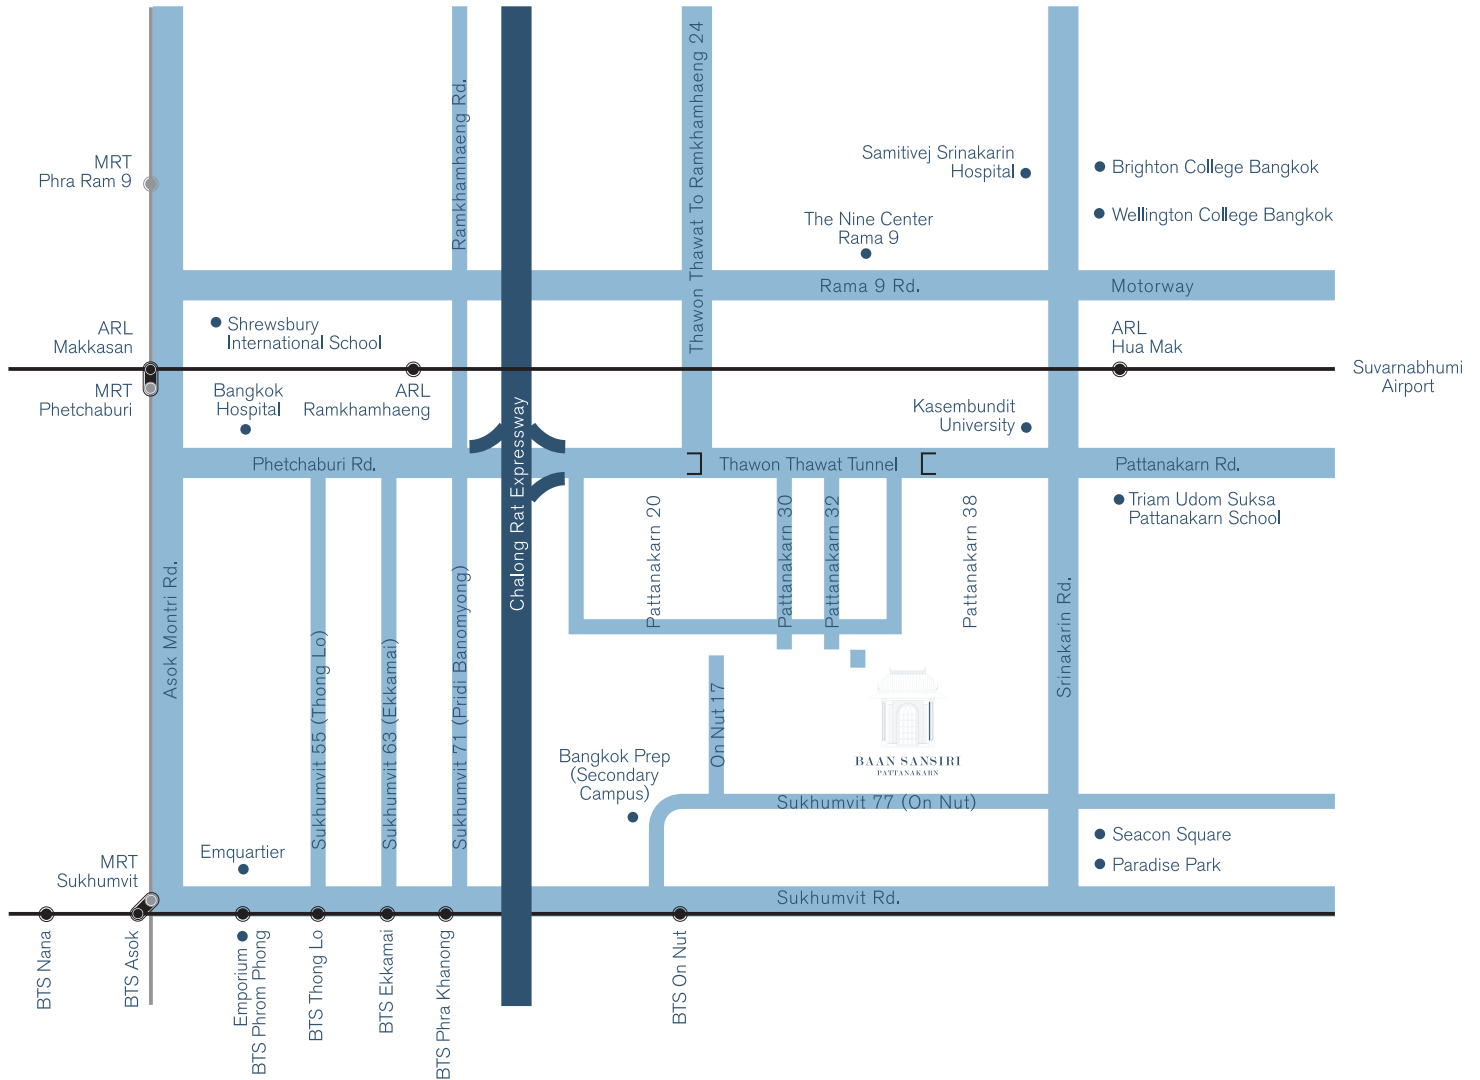 Ramkhamhaeng Rd.
Thawon Thawat To Ramkhamhaeng 24
MRT
Phra Ram 9
Samitivej Srinakarin
Hospital
Brighton College Bangkok
Wellington College Bangkok
The Nine Center
Rama 9
Rama 9 Rd.
Motorway
ARL
Makkasan
Shrewsbury
International School
ARL
Hua Mak
Suvarnabhumi
Airport
MRT
Phetchaburi
Bangkok
Hospital
ARL
Ramkhamhaeng
Kasembundit
University
Chalong Rat Expressway
Phetchaburi Rd.
Thawon Thawat Tunnel
Pattanakarn Rd.
Triam Udom Suksa
Pattanakarn School
Pattanakarn 20
Pattanakarn 30
Pattanakarn 32
Pattanakarn 38
Asok Montri Rd.
Sukhumvit 55 (Thong Lo)
Sukhumvit 63 (Ekkamai)
Sukhumvit 71 (Pridi Banomyong)
Srinakarin Rd.
On Nut 17
BAAN SANSIRI
PATTANAKARN
Bangkok Prep
(Secondary
Campus)
Sukhumvit 77 (On Nut)
Seacon Square
Paradise Park
Emquartier
MRT
Sukhumvit
Sukhumvit Rd.
BTS Nana
BTS Asok
Emporium
BTS Phrom Phong
BTS Thong Lo
BTS Ekkamai
BTS Phra Khanong
BTS On Nut